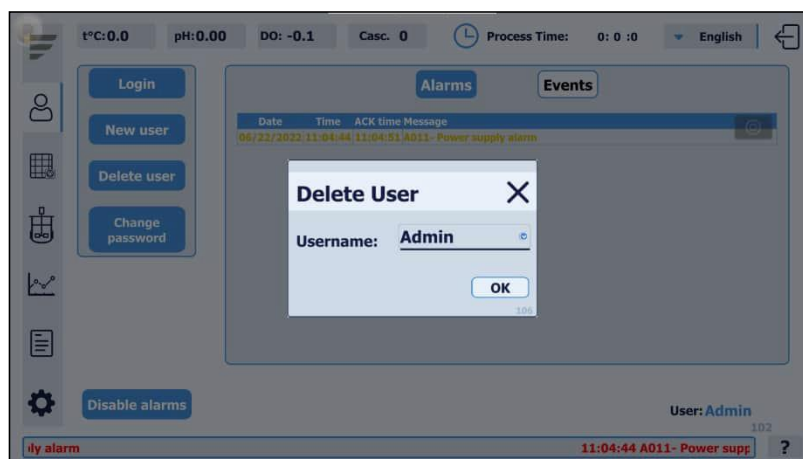 t°C:0.0 pH:0.00 DO: -0.1 Casc. 0 Process Time: 0: 0 :0 English
Login
New user
Delete user
Change
password
Alarms Events
Date Time ACK time Message
06/22/2022 11:04:44 11:04:51 A011- Power supply alarm
Delete User
Username: Admin
OK
106
Disable alarms
User: Admin
102
ly alarm 11:04:44 A011- Power supp ?